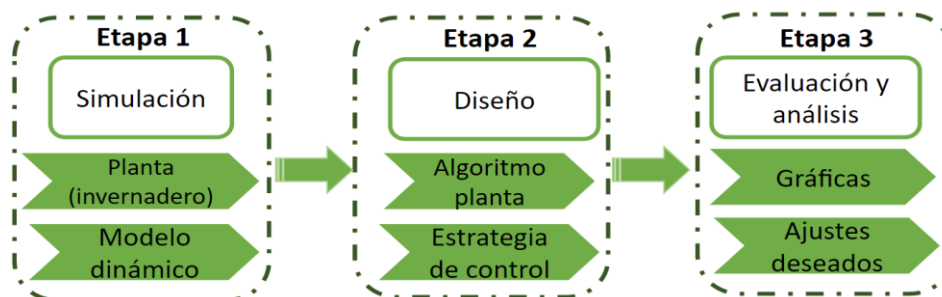 Etapa 1
Simulación
Planta
(invernadero)
Modelo
dinámico
Etapa 2
Diseño
Algoritmo
planta
Estrategia
de control
Etapa 3
Evaluación y
análisis
Gráficas
Ajustes
deseados